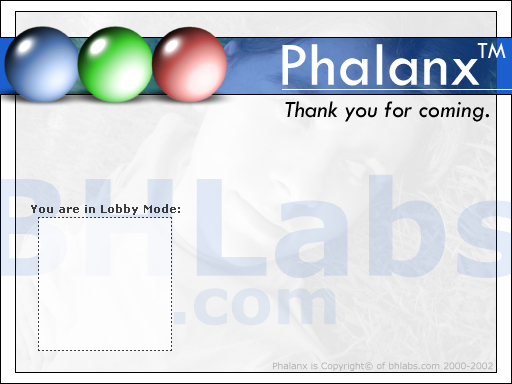 Phalanx™
Thank you for coming.
You are in Lobby Mode:
BHLabs
.com
Phalanx is Copyright© of bhlabs.com 2000-2002